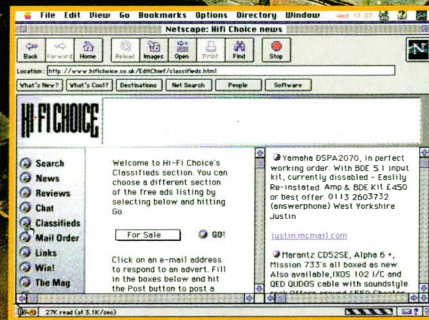 File Edit View Go Bookmarks Options Directory Window Wed 17:07
Netscape: Hifi Choice news
Back Forward Home Reload Images Open Print Find Stop
N
Location: http://www.hifichoice.co.uk/EditChief/classifieds.html
What's New? What's Cool? Destinations Net Search People Software
HI-FI CHOICE
Search
News
Reviews
Chat
Classifieds
Mail Order
Links
Win!
The Mag
Welcome to Hi-Fi Choice's
Classifieds section. You can
choose a different section
of the free ads listing by
selecting below and hitting
Go.
For Sale GO!
Click on an e-mail address
to respond to an advert. Fill
in the boxes below and hit
the Post button to post a
Yamaha DSPA2070, in perfect
working order. With BDE 5.1 input
kit, currently dissabled - Easlily
Re-instated. Amp & BDE Kit £450
or best offer. 0113 2603732
(answerphone) West Yorkshire
Justin
justin.mcmail.com
Marantz CD52SE, Alpha 6 +,
Mission 733's all boxed as new
Also available,IXOS 102 I/C and
QED QUDOS cable with soundstyle
27K read (at 3.1K/sec)